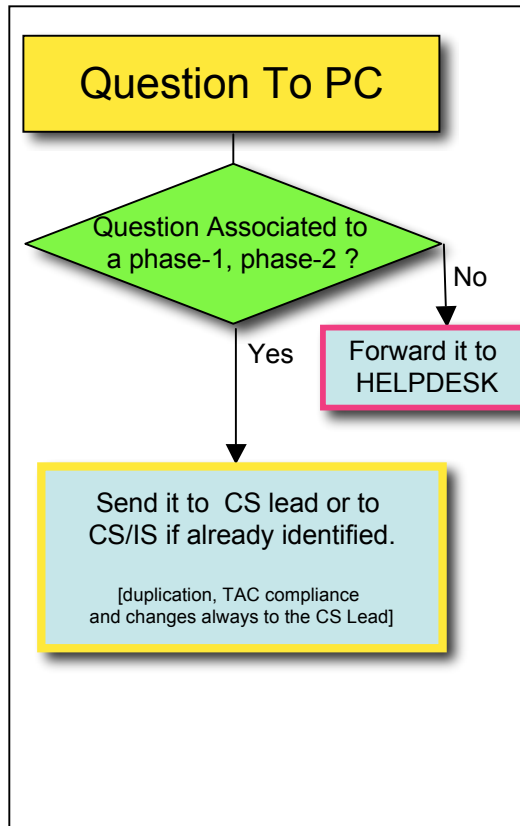 Question To PC
Question Associated to
a phase-1, phase-2 ?
No
Yes
Forward it to
HELPDESK
Send it to CS lead or to
CS/IS if already identified.
[duplication, TAC compliance
and changes always to the CS Lead]